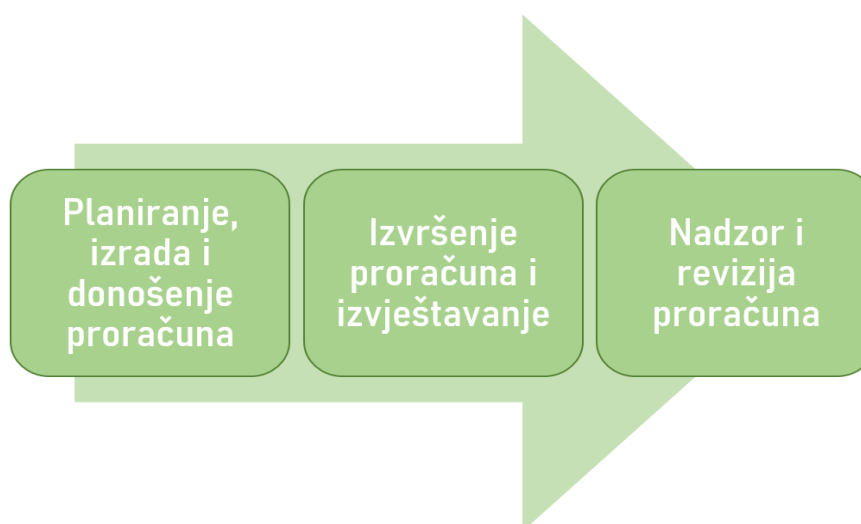 Planiranje,
izrada i
donošenje
proračuna
Izvršenje
proračuna i
izvještavanje
Nadzor i
revizija
proračuna